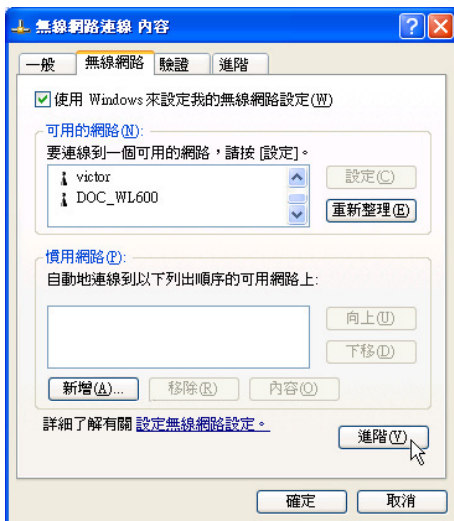 無線網路連線 內容
一般 無線網路 驗證 進階
使用 Windows 來設定我的無線網路設定(W)
可用的網路(N):
要連線到一個可用的網路，請按 [設定]。
victor
DOC_WL600
設定(C)
重新整理(E)
慣用網路(P):
自動地連線到以下列出順序的可用網路上:
向上(U)
下移(D)
新增(A)... 移除(R) 內容(O)
詳細了解有關 設定無線網路設定。
進階(V)
確定 取消